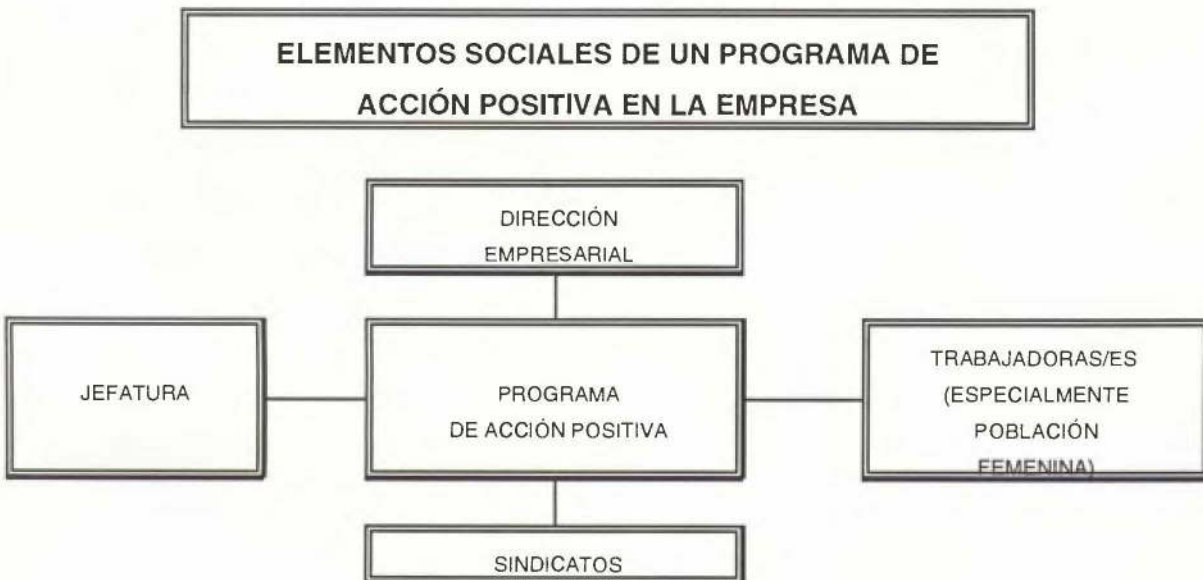 ELEMENTOS SOCIALES DE UN PROGRAMA DE
ACCIÓN POSITIVA EN LA EMPRESA
DIRECCIÓN
EMPRESARIAL
JEFATURA
PROGRAMA
DE ACCIÓN POSITIVA
TRABAJADORAS/ES
(ESPECIALMENTE
POBLACIÓN
FEMENINA)
SINDICATOS